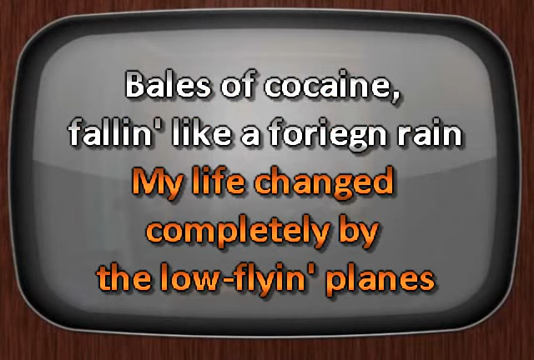 Bales of cocaine,
fallin' like a foriegn rain
My life changed
completely by
the low-flyin' planes